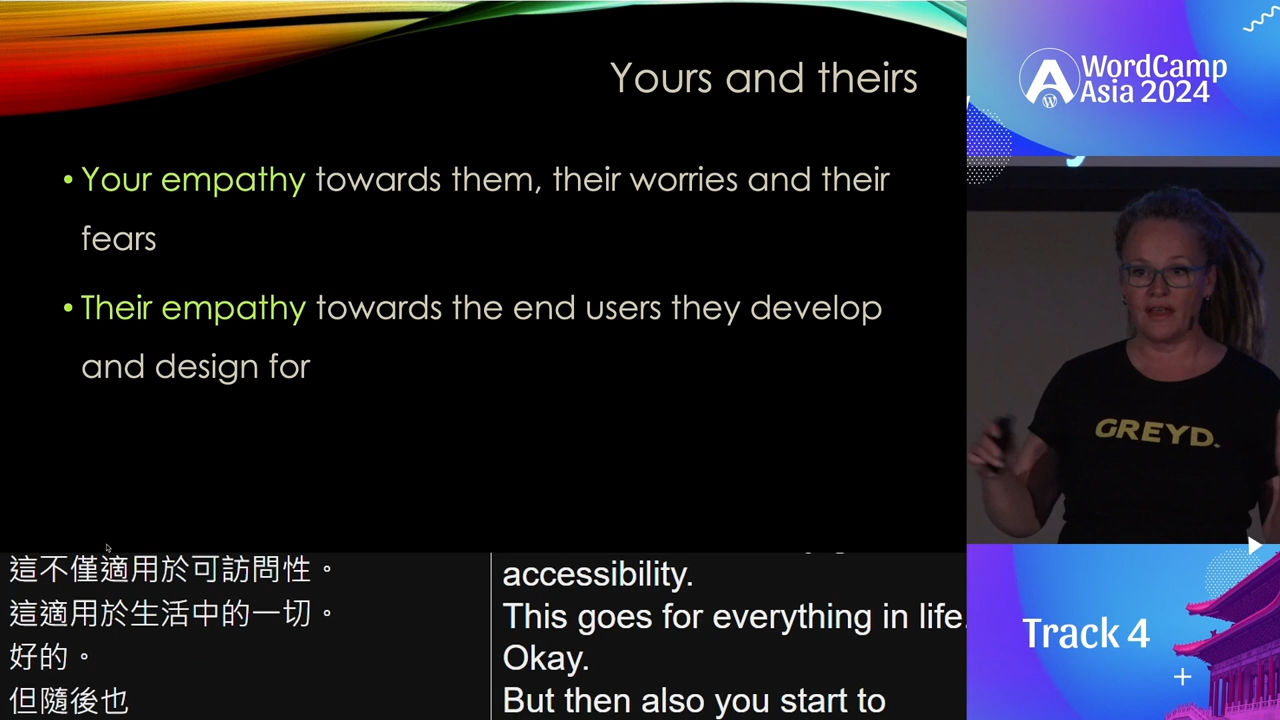 Yours and theirs
• Your empathy towards them, their worries and their
fears
• Their empathy towards the end users they develop
and design for
WordCamp
Asia 2024
GREYD.
這不僅適用於可訪問性。
這適用於生活中的一切。
好的。
但隨後也
accessibility.
This goes for everything in life.
Okay.
But then also you start to
Track 4